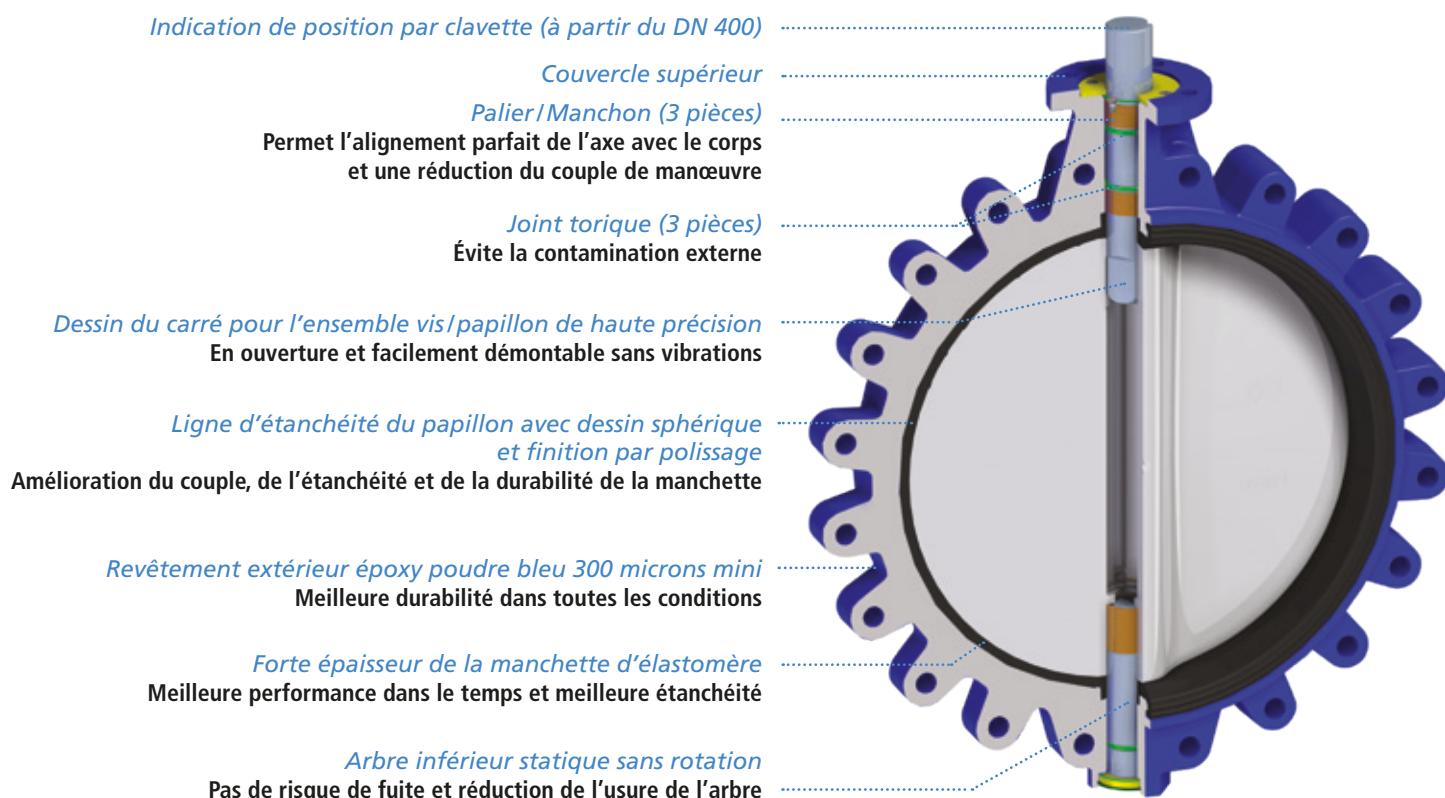 Indication de position par clavette (à partir du DN 400)
Couvercle supérieur
Palier/Manchon (3 pièces)
Permet l'alignement parfait de l'axe avec le corps
et une réduction du couple de manœuvre
Joint torique (3 pièces)
Évite la contamination externe
Dessin du carré pour l'ensemble vis/papillon de haute précision
En ouverture et facilement démontable sans vibrations
Ligne d'étanchéité du papillon avec dessin sphérique
et finition par polissage
Amélioration du couple, de l'étanchéité et de la durabilité de la manchette
Revêtement extérieur époxy poudre bleu 300 microns mini
Meilleure durabilité dans toutes les conditions
Forte épaisseur de la manchette d'élastomère
Meilleure performance dans le temps et meilleure étanchéité
Arbre inférieur statique sans rotation
Pas de risque de fuite et réduction de l'usure de l'arbre